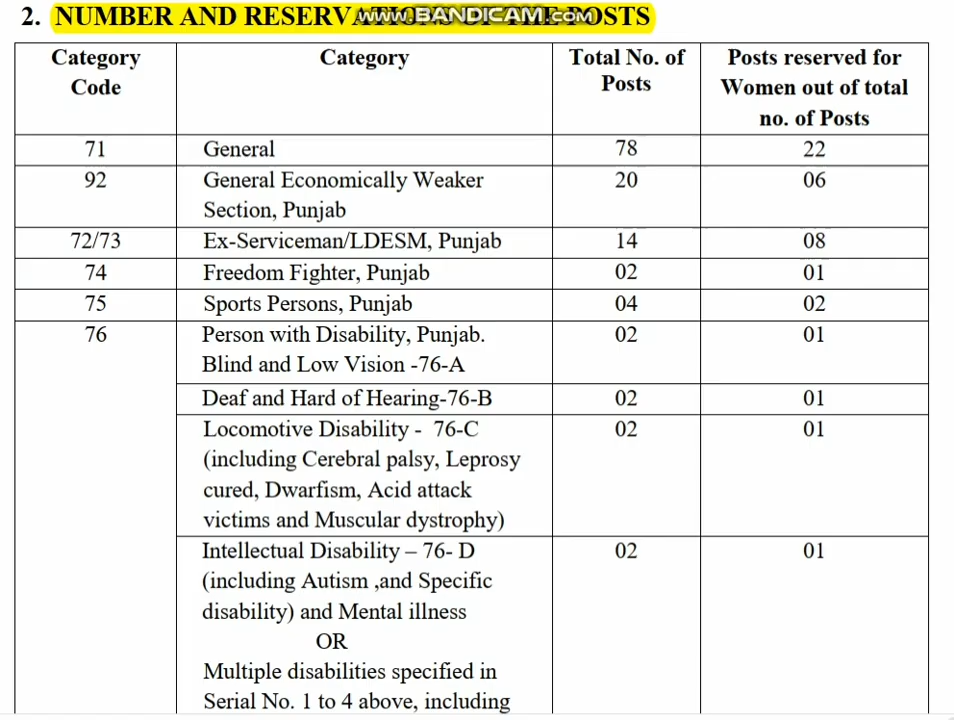 2. NUMBER AND RESERVATIONS OF THE POSTS
www.BANDICAM.com
Category Code | Category | Total No. of Posts | Posts reserved for Women out of total no. of Posts
71 | General | 78 | 22
92 | General Economically Weaker Section, Punjab | 20 | 06
72/73 | Ex-Serviceman/LDESM, Punjab | 14 | 08
74 | Freedom Fighter, Punjab | 02 | 01
75 | Sports Persons, Punjab | 04 | 02
76 | Person with Disability, Punjab. | 02 | 01
Blind and Low Vision -76-A
Deaf and Hard of Hearing-76-B | 02 | 01
Locomotive Disability - 76-C | 02 | 01
(including Cerebral palsy, Leprosy
cured, Dwarfism, Acid attack
victims and Muscular dystrophy)
Intellectual Disability – 76- D | 02 | 01
(including Autism ,and Specific
disability) and Mental illness
OR
Multiple disabilities specified in
Serial No. 1 to 4 above, including